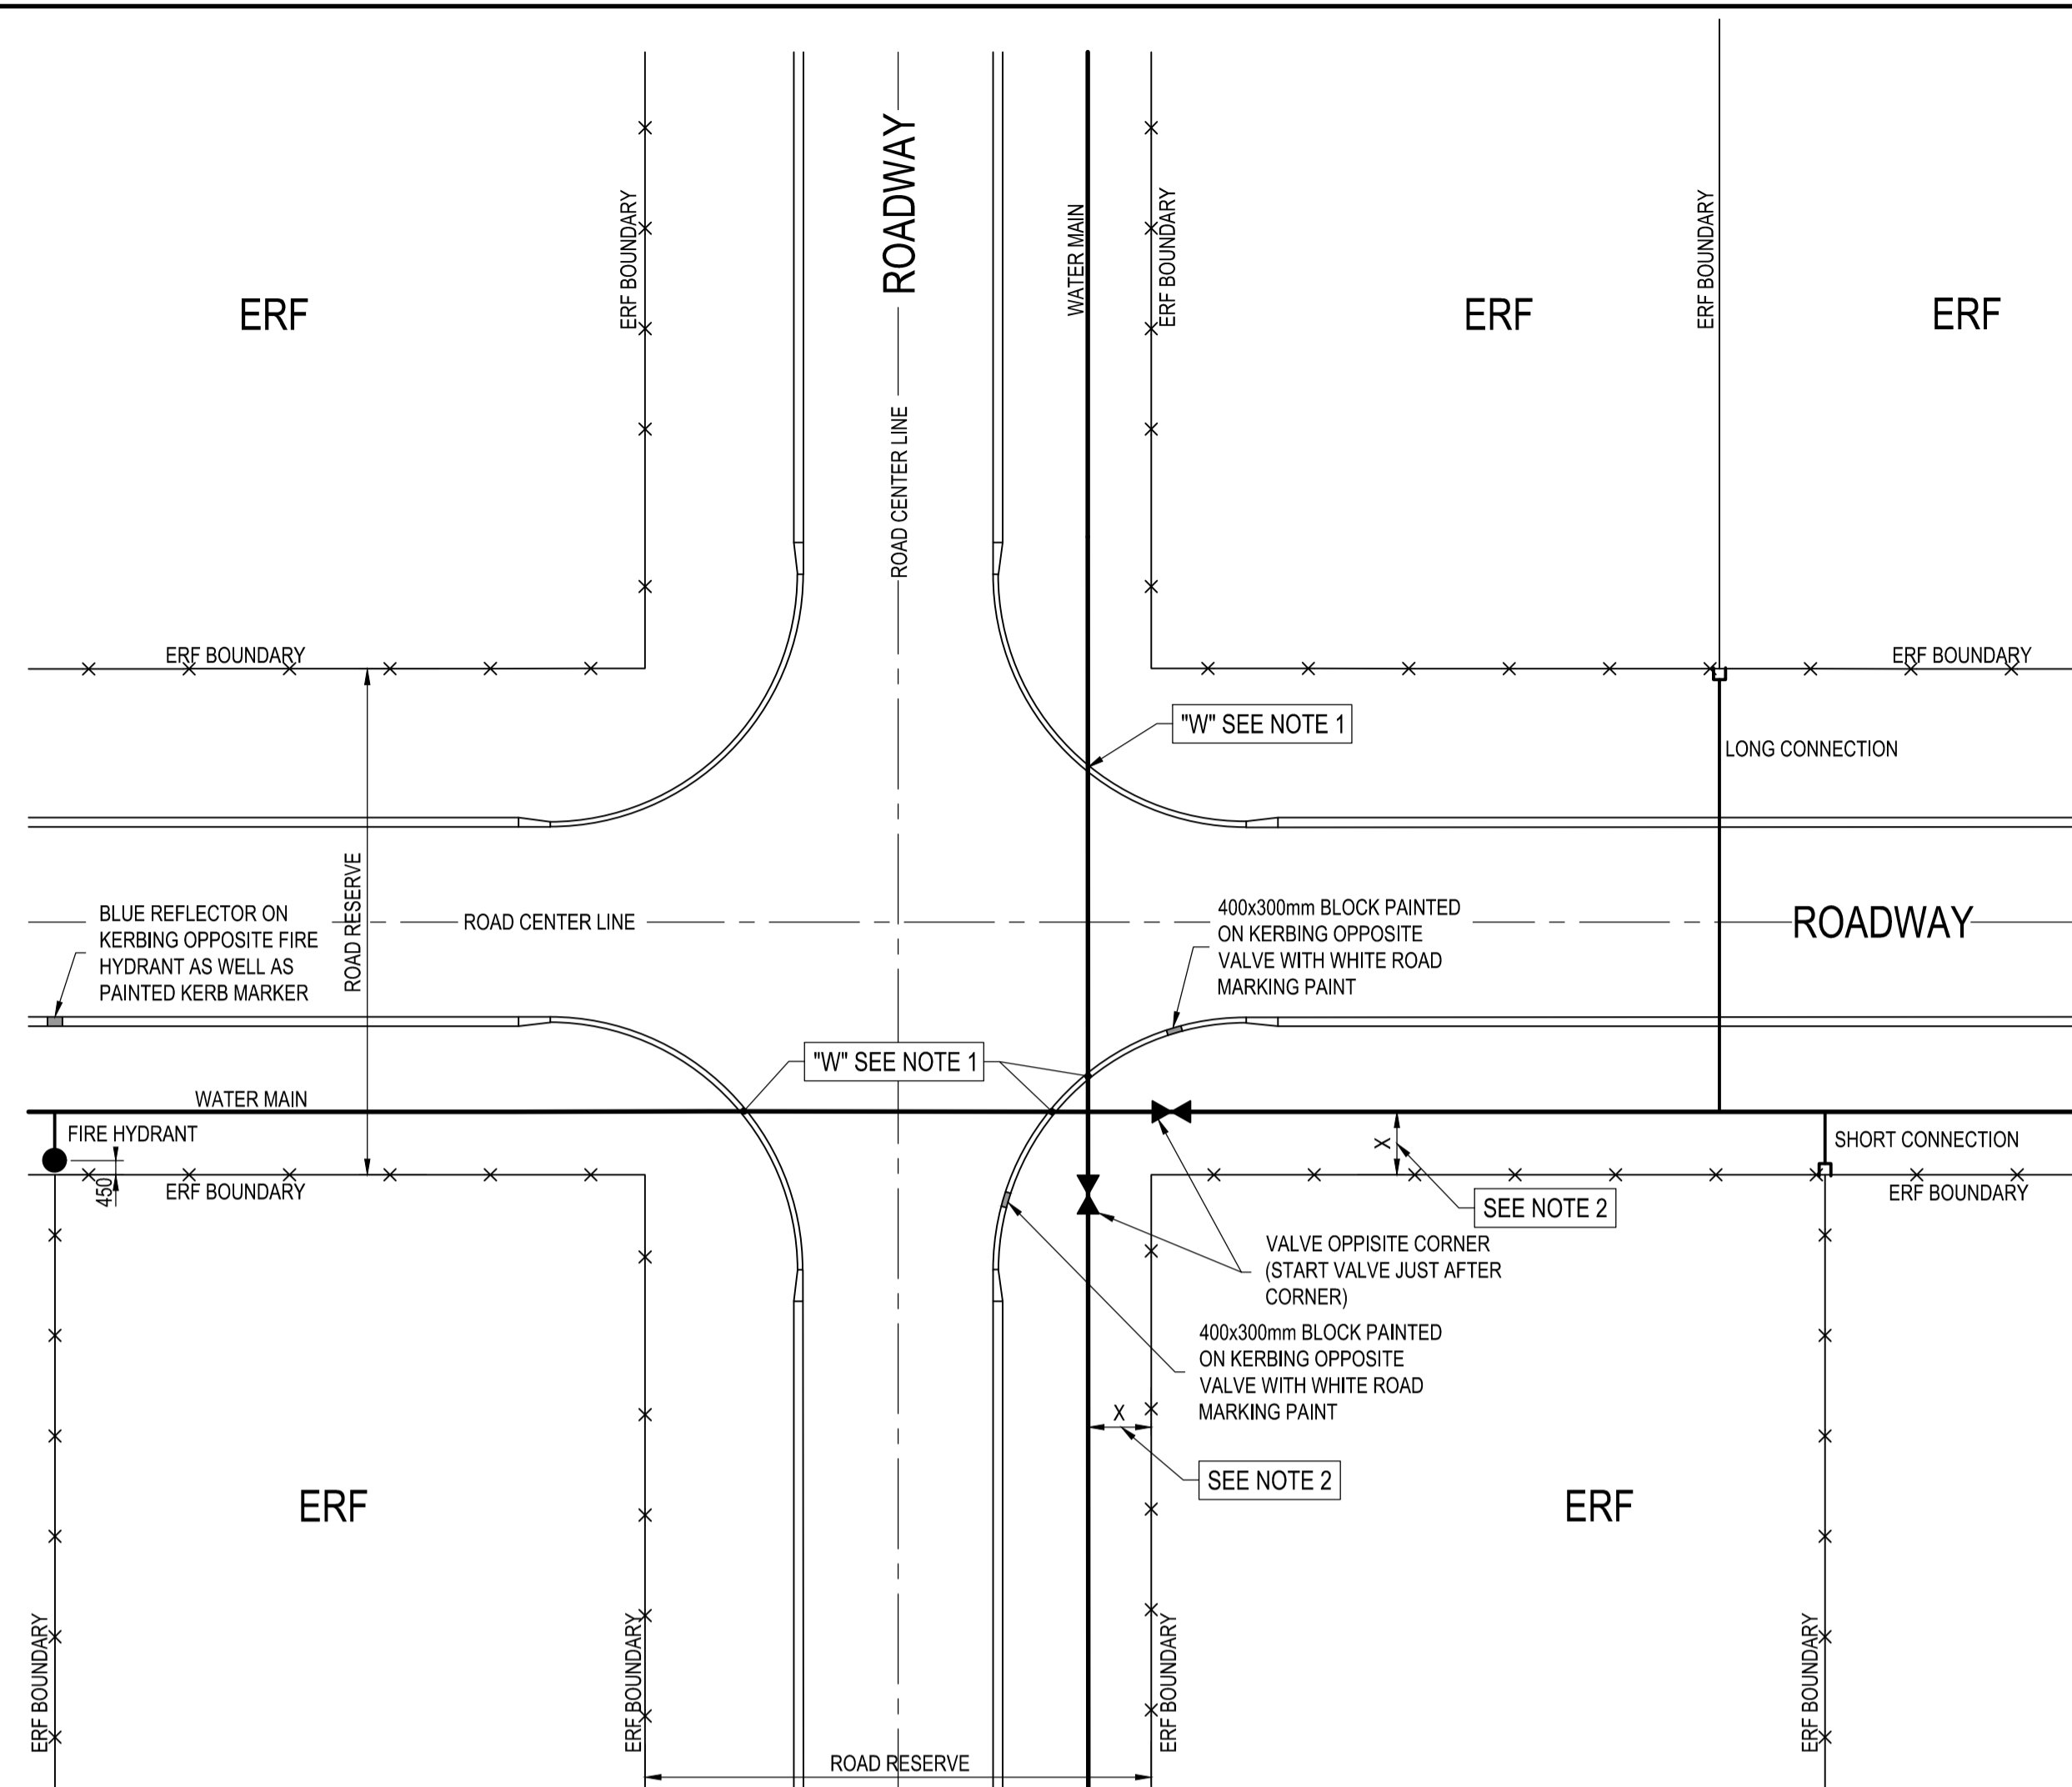 ROADWAY
WATER MAIN
ERF BOUNDARY
ERF BOUNDARY
ERF BOUNDARY
ERF
ERF
ERF
ROAD CENTER LINE
ERF BOUNDARY
ERF BOUNDARY
"W" SEE NOTE 1
LONG CONNECTION
BLUE REFLECTOR ON
KERBING OPPOSITE FIRE
HYDRANT AS WELL AS
PAINTED KERB MARKER
ROAD RESERVE
ROAD CENTER LINE
400x300mm BLOCK PAINTED
ON KERBING OPPOSITE
VALVE WITH WHITE ROAD
MARKING PAINT
ROADWAY
"W" SEE NOTE 1
WATER MAIN
FIRE HYDRANT
450
ERF BOUNDARY
X
SHORT CONNECTION
SEE NOTE 2
ERF BOUNDARY
VALVE OPPISITE CORNER
(START VALVE JUST AFTER
CORNER)
400x300mm BLOCK PAINTED
ON KERBING OPPOSITE
VALVE WITH WHITE ROAD
MARKING PAINT
X
SEE NOTE 2
ERF
ERF
ERF BOUNDARY
ERF BOUNDARY
ERF BOUNDARY
ERF BOUNDARY
ROAD RESERVE